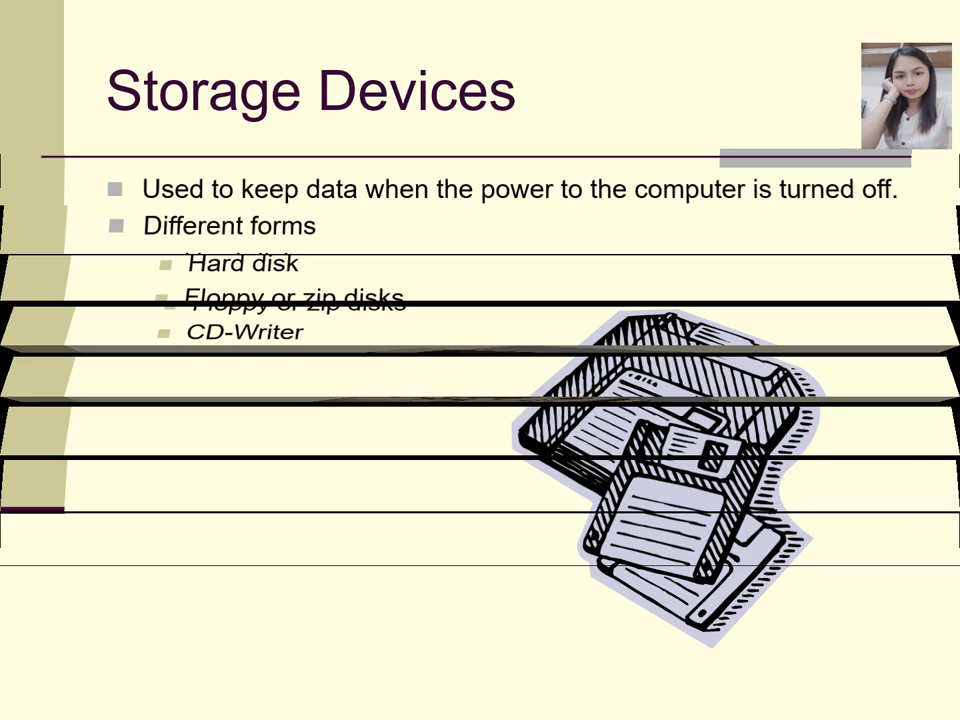 Storage Devices
Used to keep data when the power to the computer is turned off.
Different forms
Hard disk
Floppy or zip disks
CD-Writer